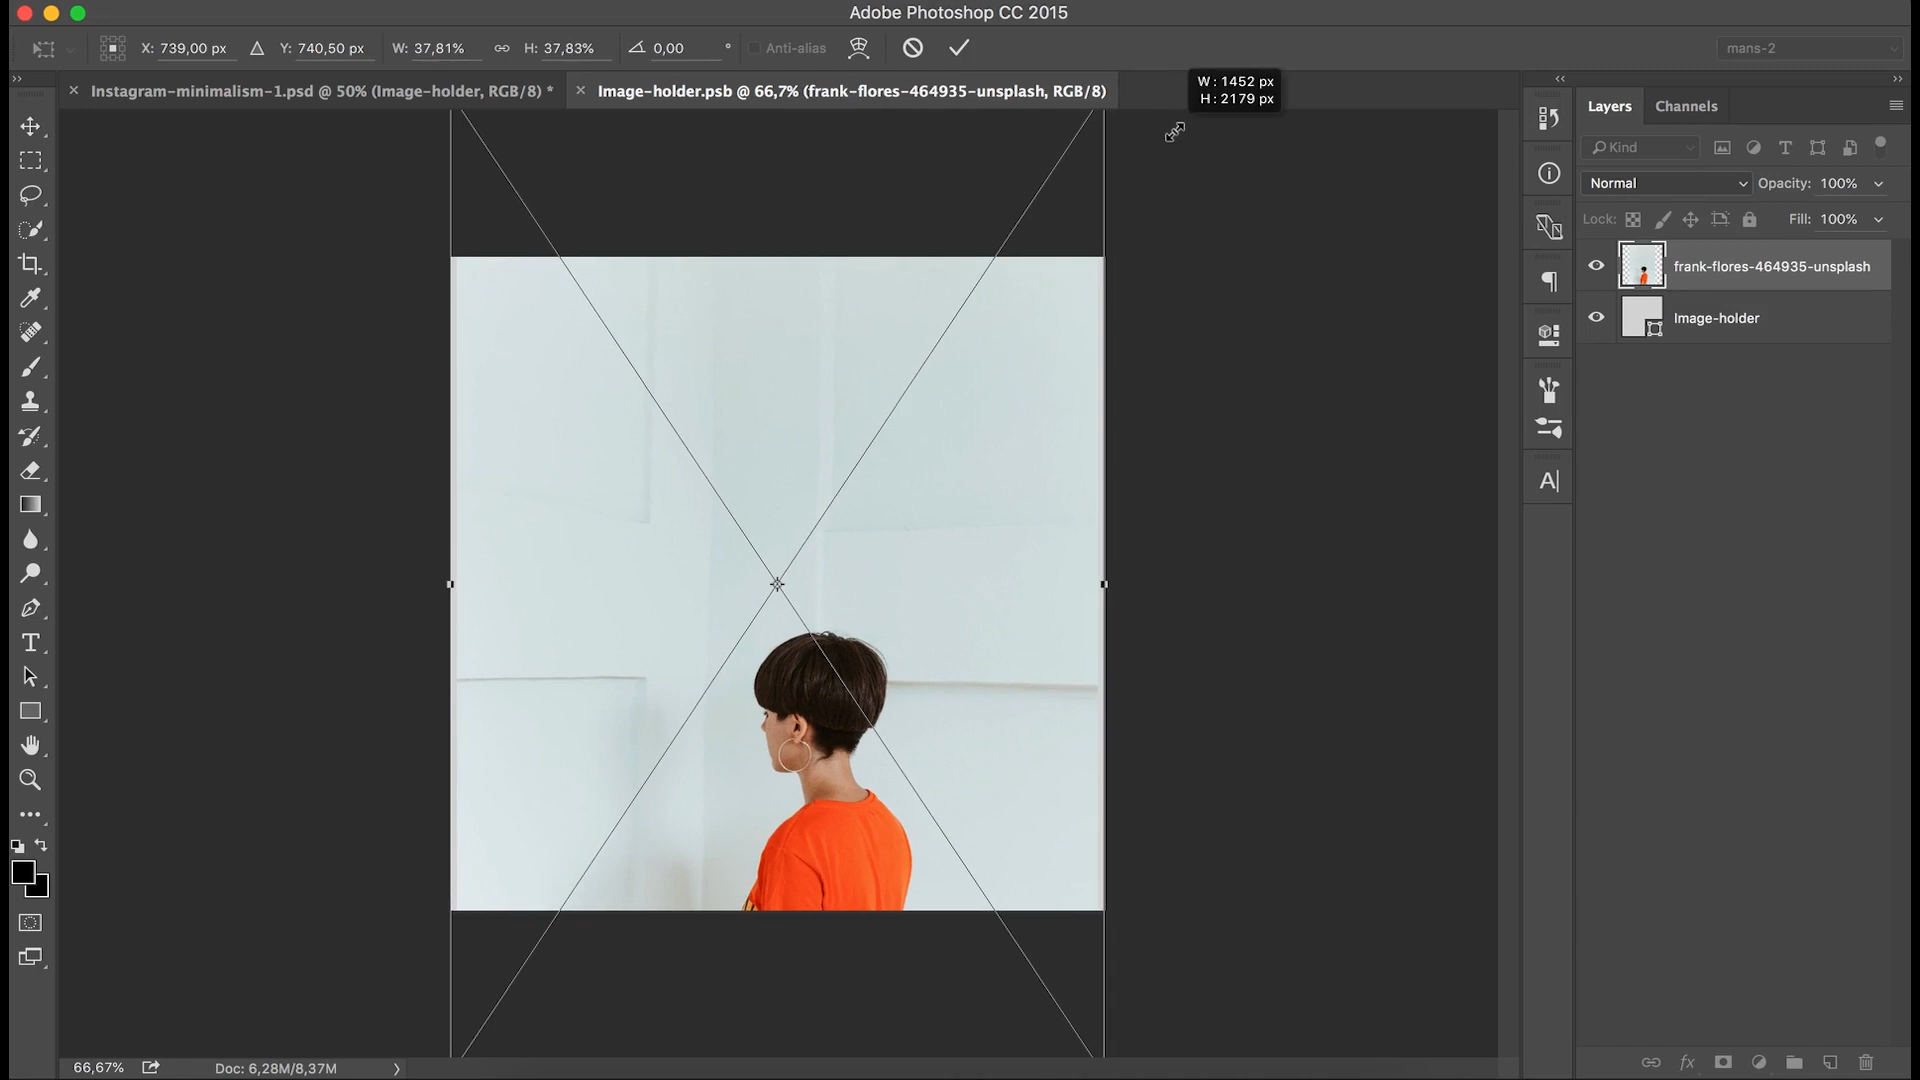 Adobe Photoshop CC 2015
X: 739,00 px
Y: 740,50 px
W: 37,81%
H: 37,83%
0,00 °
Anti-alias
mans-2
Instagram-minimalism-1.psd @ 50% (Image-holder, RGB/8) *
Image-holder.psb @ 66,7% (frank-flores-464935-unsplash, RGB/8)
W : 1452 px
H : 2179 px
Layers
Channels
Kind
Normal
Opacity: 100%
Lock:
Fill: 100%
frank-flores-464935-unsplash
Image-holder
66,67%
Doc: 6,28M/8,37M